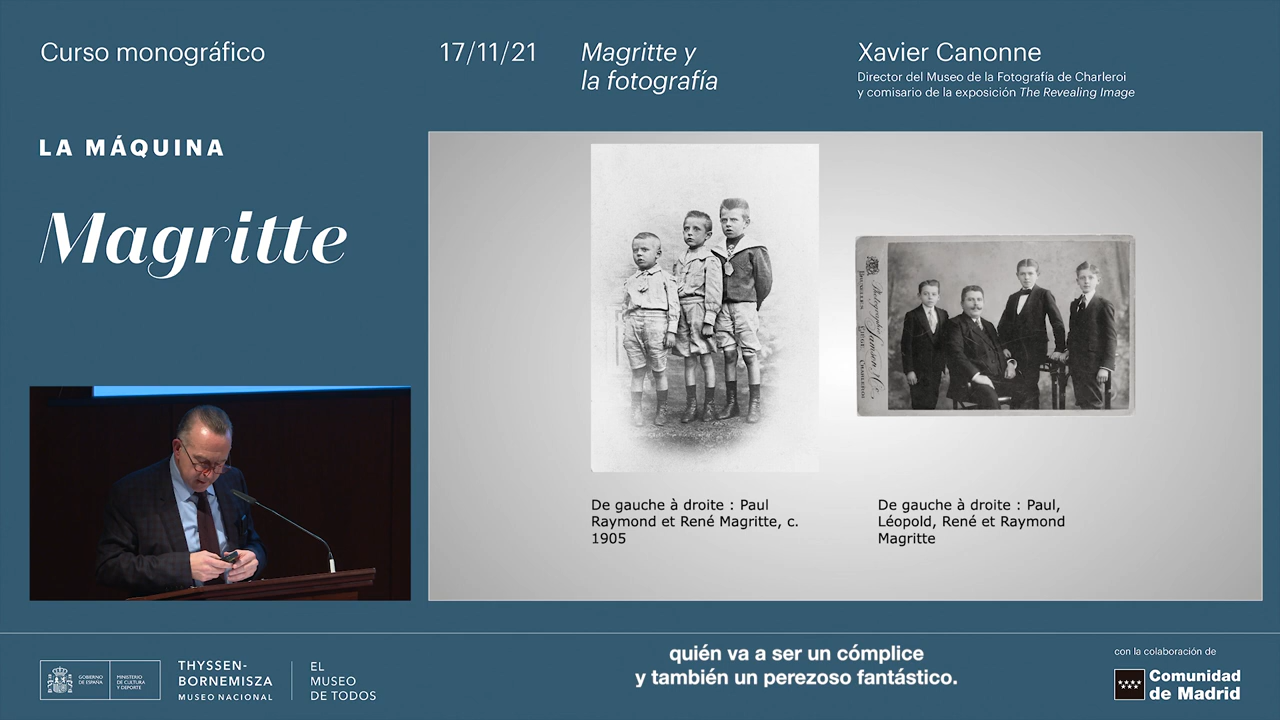 Curso monográfico
17/11/21
Magritte y
la fotografía
Xavier Canonne
Director del Museo de la Fotografía de Charleroi
y comisario de la exposición The Revealing Image
LA MÁQUINA
Magritte
De gauche à droite : Paul
Raymond et René Magritte, c.
1905
De gauche à droite : Paul,
Léopold, René et Raymond
Magritte
quién va a ser un cómplice
y también un perezoso fantástico.
GOBIERNO
DE ESPAÑA
MINISTERIO
DE CULTURA
Y DEPORTE
THYSSEN-
BORNEMISZA
MUSEO NACIONAL
EL
MUSEO
DE TODOS
con la colaboración de
Comunidad
de Madrid